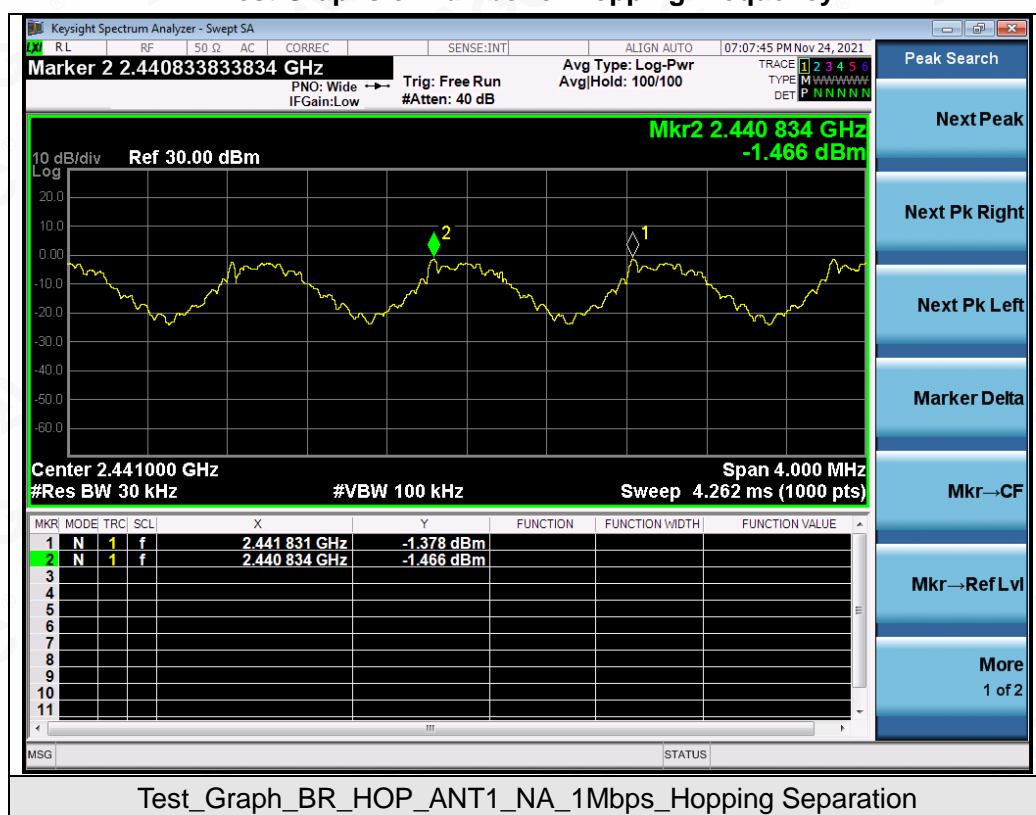 Keysight Spectrum Analyzer - Swept SA
LXI RL RF 50 Ω AC CORREC SENSE:INT ALIGN AUTO 07:07:45 PM Nov 24, 2021
Marker 2 2.440833833834 GHz
PNO: Wide
IFGain:Low
Trig: Free Run
#Atten: 40 dB
Avg Type: Log-Pwr
Avg|Hold: 100/100
TRACE 1 2 3 4 5 6
TYPE M W W W W W
DET P N N N N N
Mkr2 2.440 834 GHz
-1.466 dBm
10 dB/div Ref 30.00 dBm
Log
20.0
10.0
0.00
-10.0
-20.0
-30.0
-40.0
-50.0
-60.0
2
1
Center 2.441000 GHz Span 4.000 MHz
#Res BW 30 kHz #VBW 100 kHz Sweep 4.262 ms (1000 pts)
MKR MODE TRC SCL X Y FUNCTION FUNCTION WIDTH FUNCTION VALUE
1 N 1 f 2.441 831 GHz -1.378 dBm
2 N 1 f 2.440 834 GHz -1.466 dBm
3
4
5
6
7
8
9
10
11
MSG STATUS
Peak Search
Next Peak
Next Pk Right
Next Pk Left
Marker Delta
Mkr→CF
Mkr→Ref Lvl
More
1 of 2
Test_Graph_BR_HOP_ANT1_NA_1Mbps_Hopping Separation